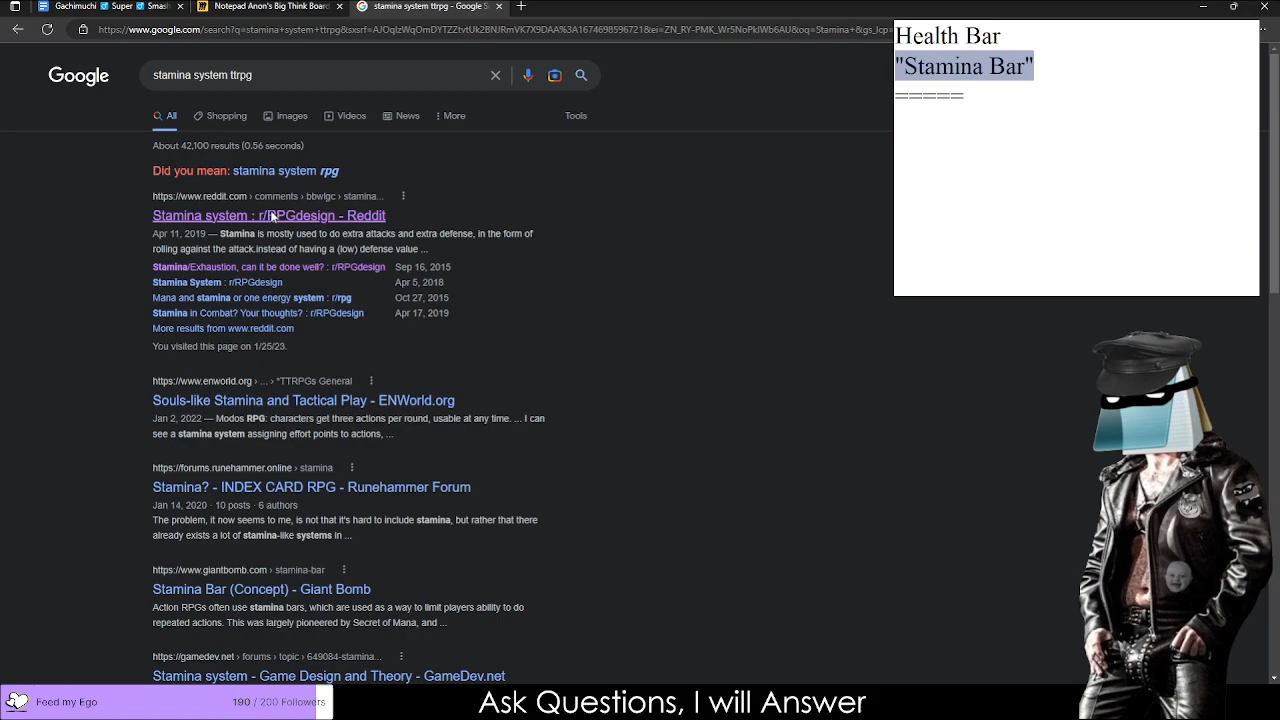 Gachimuchi
Super
Smash
Notepad Anon's Big Think Board
stamina system ttrpg - Google S
https://www.google.com/search?q=stamina+system+ttrpg
Health Bar
"Stamina Bar"
=====
Google
stamina system ttrpg
All
Shopping
Images
Videos
News
More
Tools
About 42,100 results (0.56 seconds)
Did you mean: stamina system rpg
https://www.reddit.com › comments › bbwlgc › stamina...
Stamina system : r/RPGdesign - Reddit
Apr 11, 2019 — Stamina is mostly used to do extra attacks and extra defense, in the form of
rolling against the attack.instead of having a (low) defense value ...
Stamina/Exhaustion, can it be done well? : r/RPGdesign Sep 16, 2015
Stamina System : r/RPGdesign Apr 5, 2018
Mana and stamina or one energy system : r/rpg Oct 27, 2015
Stamina in Combat? Your thoughts? : r/RPGdesign Apr 17, 2019
More results from www.reddit.com
You visited this page on 1/25/23.
https://www.enworld.org › ... › *TTRPGs General
Souls-like Stamina and Tactical Play - ENWorld.org
Jan 2, 2022 — Modos RPG: characters get three actions per round, usable at any time. ... I can
see a stamina system assigning effort points to actions, ...
https://forums.runehammer.online › stamina
Stamina? - INDEX CARD RPG - Runehammer Forum
Jan 14, 2020 · 10 posts · 6 authors
The problem, it now seems to me, is not that it's hard to include stamina, but rather that there
already exists a lot of stamina-like systems in ...
https://www.giantbomb.com › stamina-bar
Stamina Bar (Concept) - Giant Bomb
Action RPGs often use stamina bars, which are used as a way to limit players ability to do
repeated actions. This was largely pioneered by Secret of Mana, and ...
https://gamedev.net › forums › topic › 649084-stamina...
Stamina system - Game Design and Theory - GameDev.net
Feed my Ego
190 / 200 Followers
Ask Questions, I will Answer